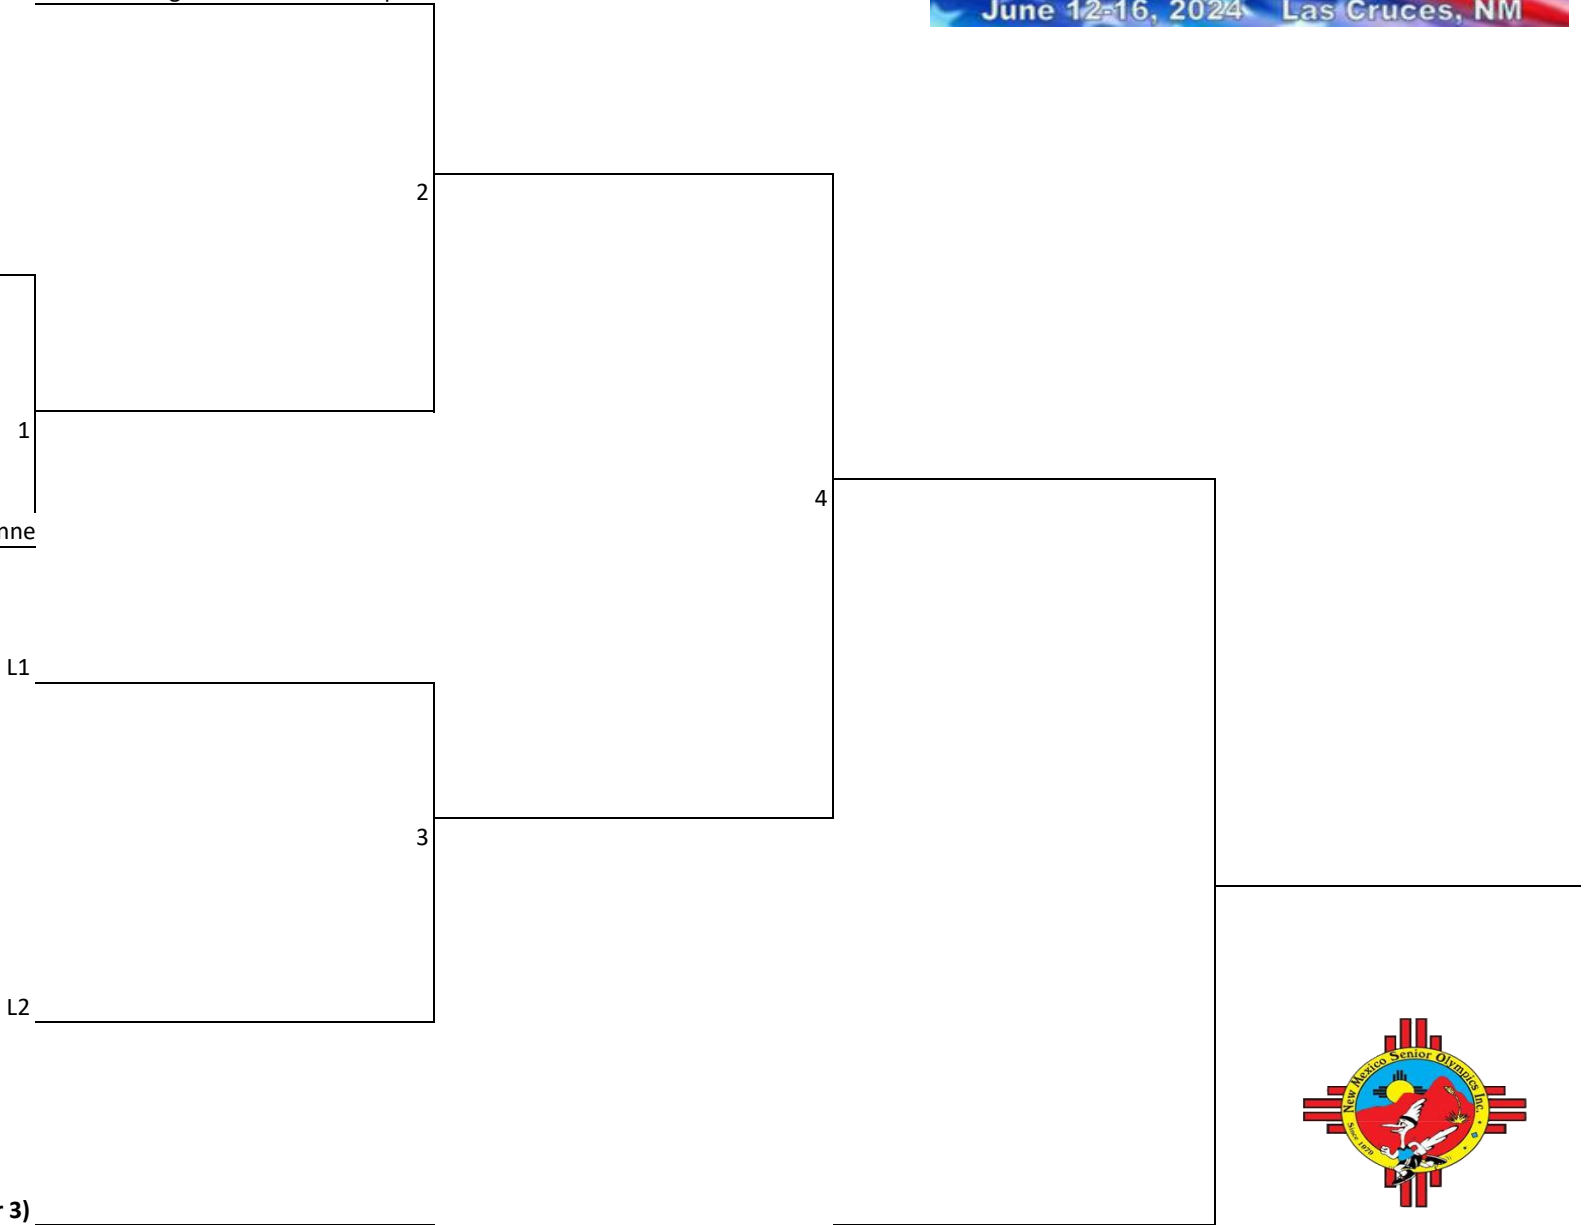 June 12-16, 2024 Las Cruces, NM
2
1
4
nne
L1
3
L2
New Mexico Senior Olympics Inc.
Since 1979
r 3)